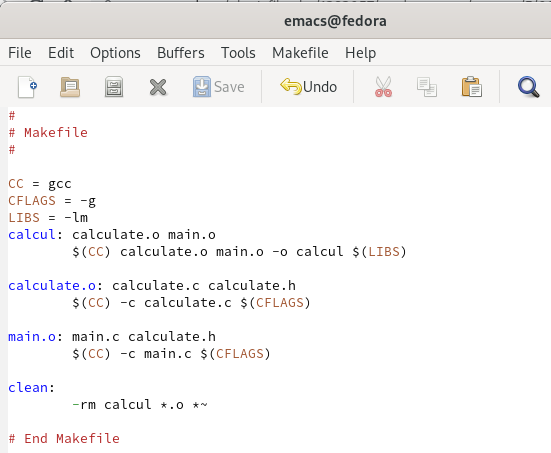 emacs@fedora
File Edit Options Buffers Tools Makefile Help
Save Undo
#
# Makefile
#
CC = gcc
CFLAGS = -g
LIBS = -lm
calcul: calculate.o main.o
$(CC) calculate.o main.o -o calcul $(LIBS)
calculate.o: calculate.c calculate.h
$(CC) -c calculate.c $(CFLAGS)
main.o: main.c calculate.h
$(CC) -c main.c $(CFLAGS)
clean:
-rm calcul *.o *~
# End Makefile